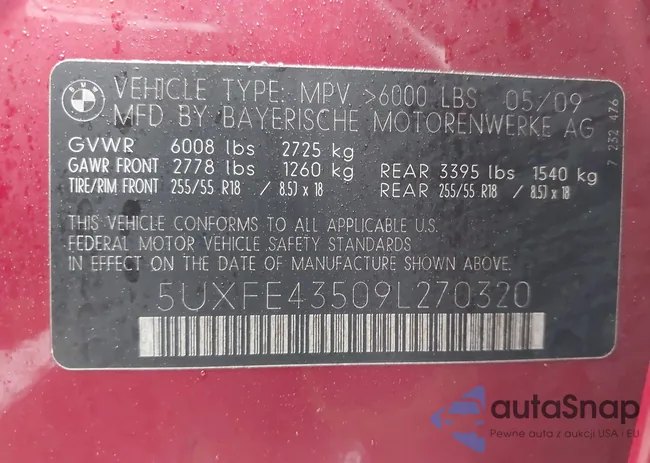 BMW
VEHICLE TYPE: MPV >6000 LBS 05/09
MFD BY BAYERISCHE MOTORENWERKE AG
GVWR 6008 lbs 2725 kg
GAWR FRONT 2778 lbs 1260 kg REAR 3395 lbs 1540 kg
TIRE/RIM FRONT 255/55 R18 / 8.5J x 18 REAR 255/55 R18 / 8.5J x 18
THIS VEHICLE CONFORMS TO ALL APPLICABLE U.S.
FEDERAL MOTOR VEHICLE SAFETY STANDARDS
IN EFFECT ON THE DATE OF MANUFACTURE SHOWN ABOVE.
5UXFE43509L270320
7 232 476
autaSnap
Pewne auta z aukcji USA i EU